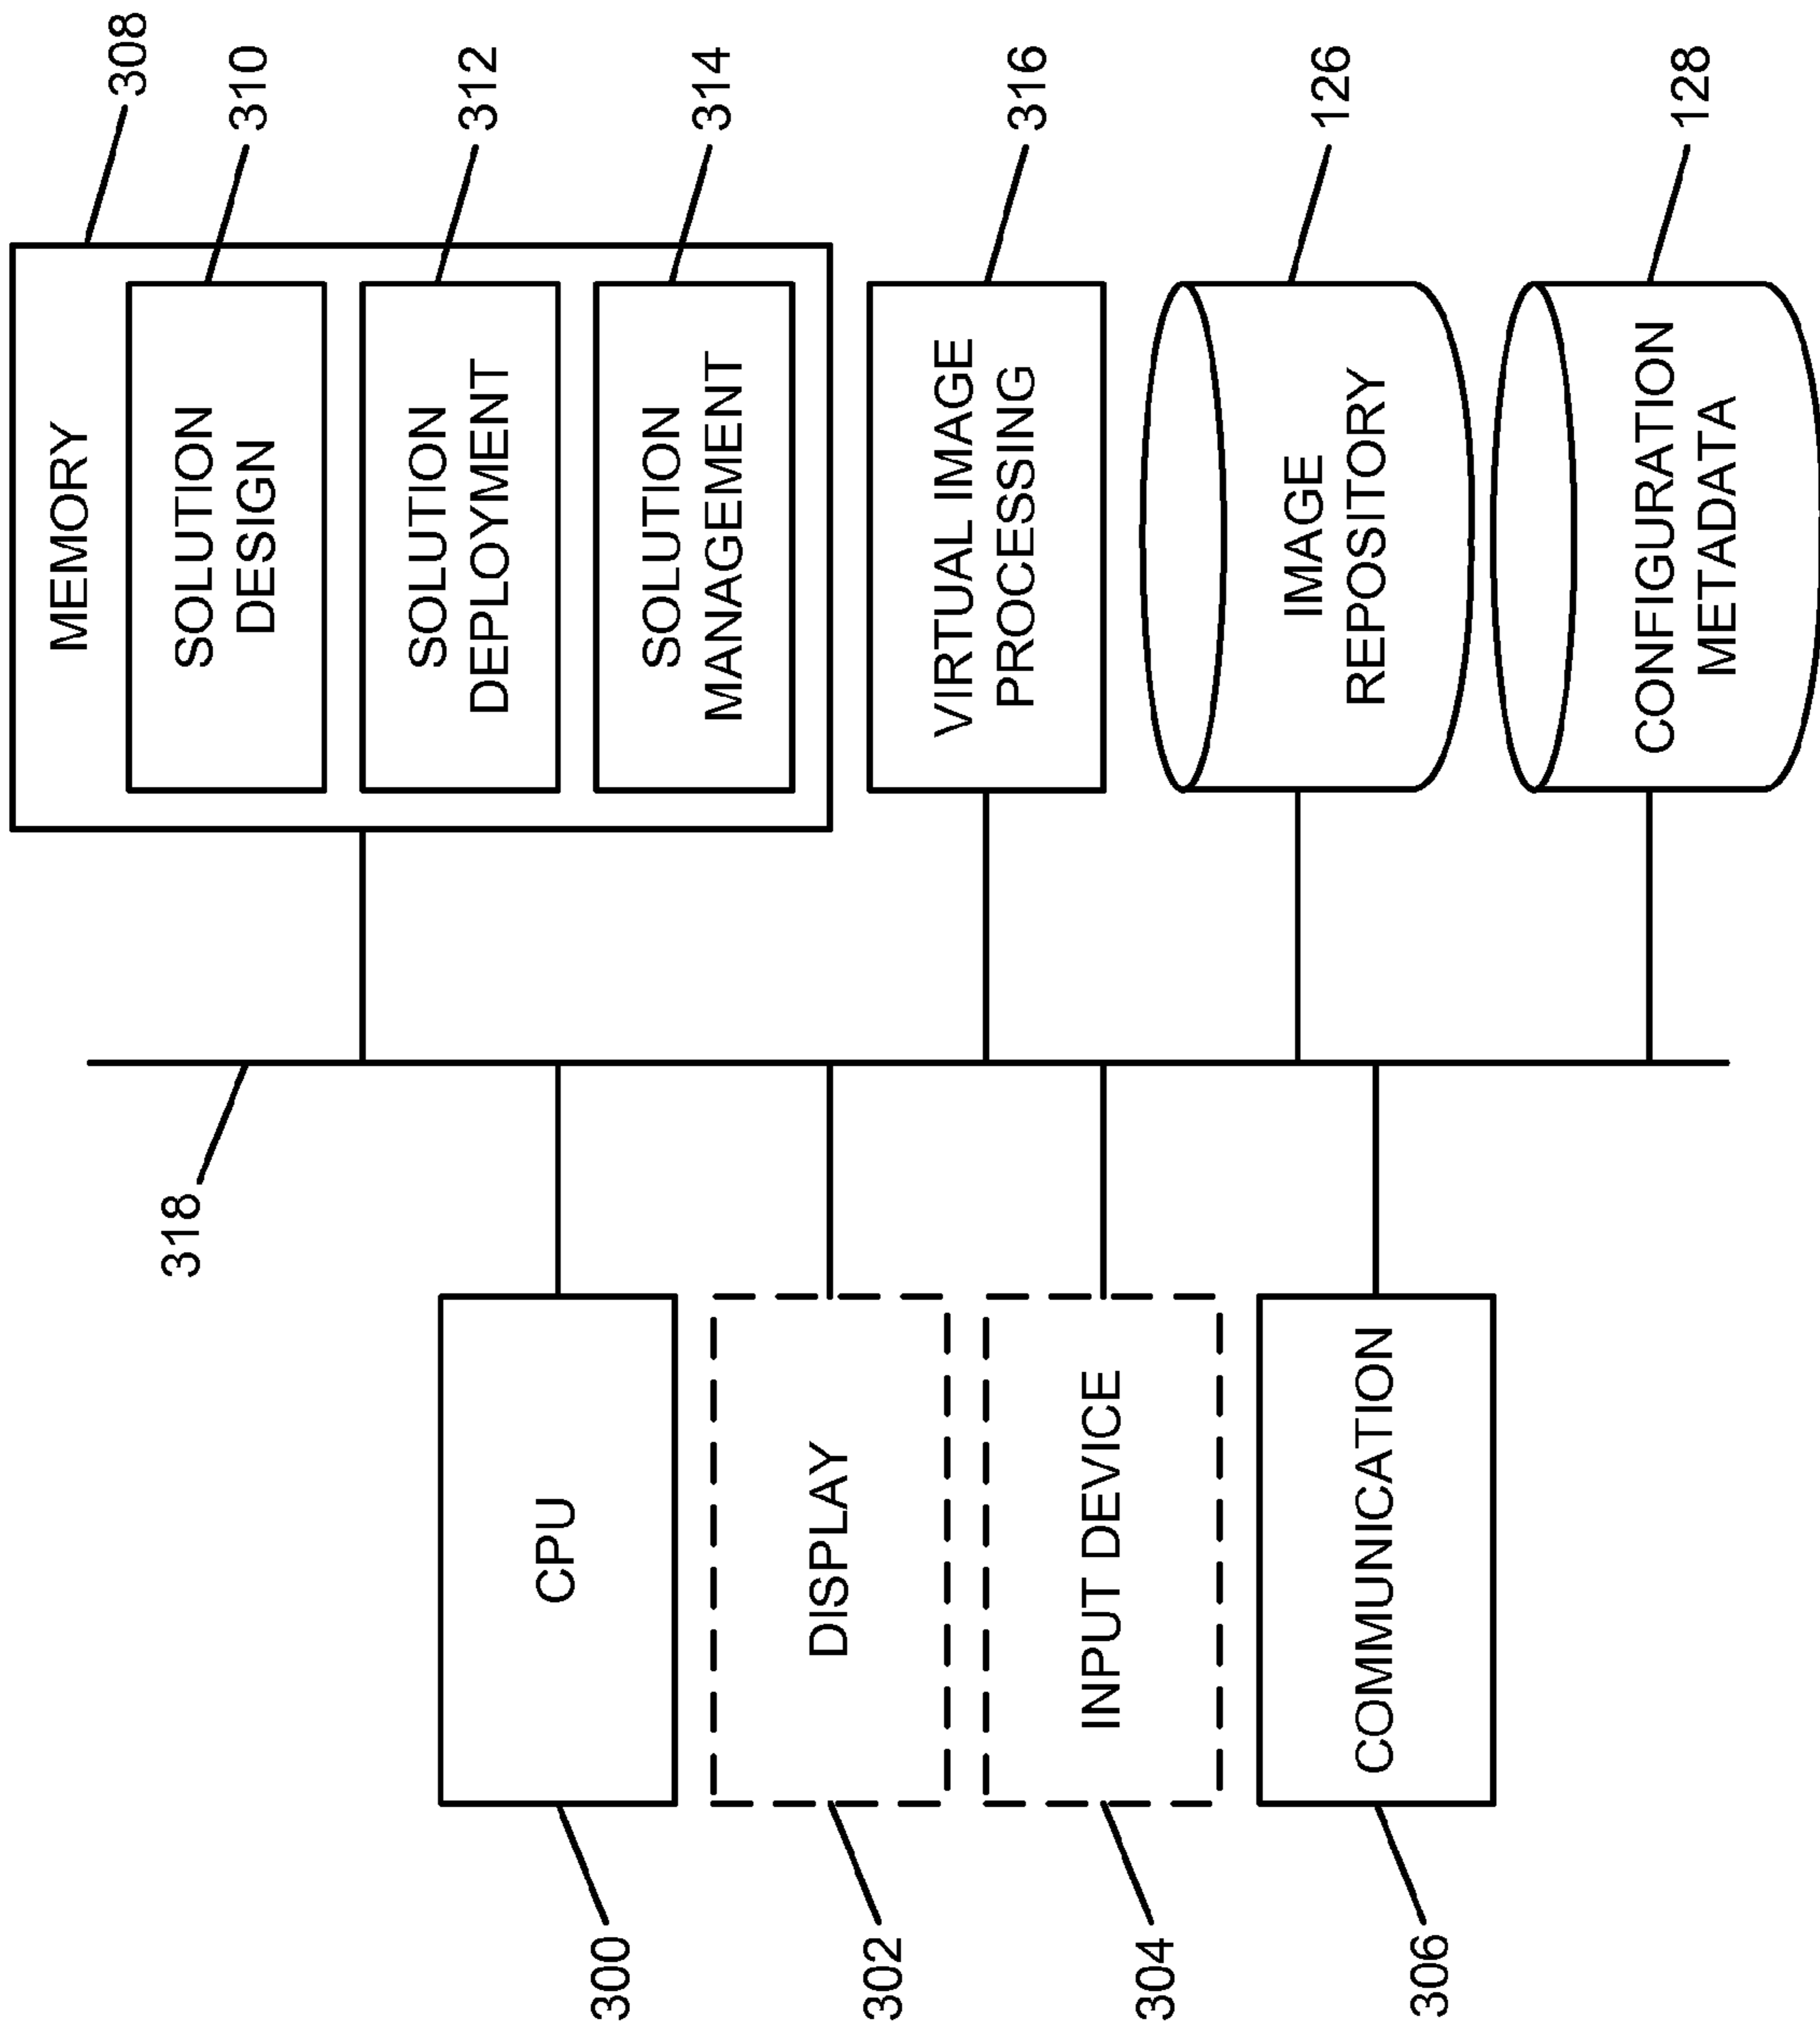 308
MEMORY
310
SOLUTION
DESIGN
312
SOLUTION
DEPLOYMENT
314
SOLUTION
MANAGEMENT
316
VIRTUAL IMAGE
PROCESSING
126
IMAGE
REPOSITORY
128
CONFIGURATION
METADATA
318
300
CPU
302
DISPLAY
304
INPUT DEVICE
306
COMMUNICATION